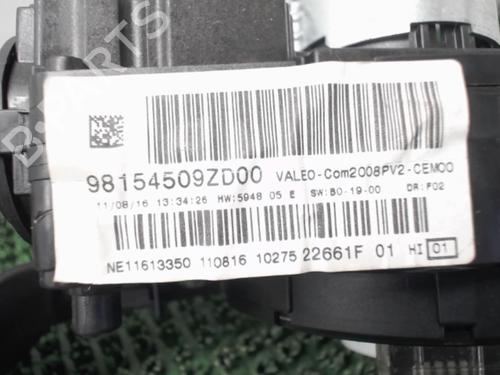 98154509ZD00 VALEO-Com2008PV2-CEM00
11/08/16 13:34:26 HW:5948 05 E SW:B0-19-00 DR:F02
NE11613350 110816 10275 22661F 01 HI 01
B-PARTS